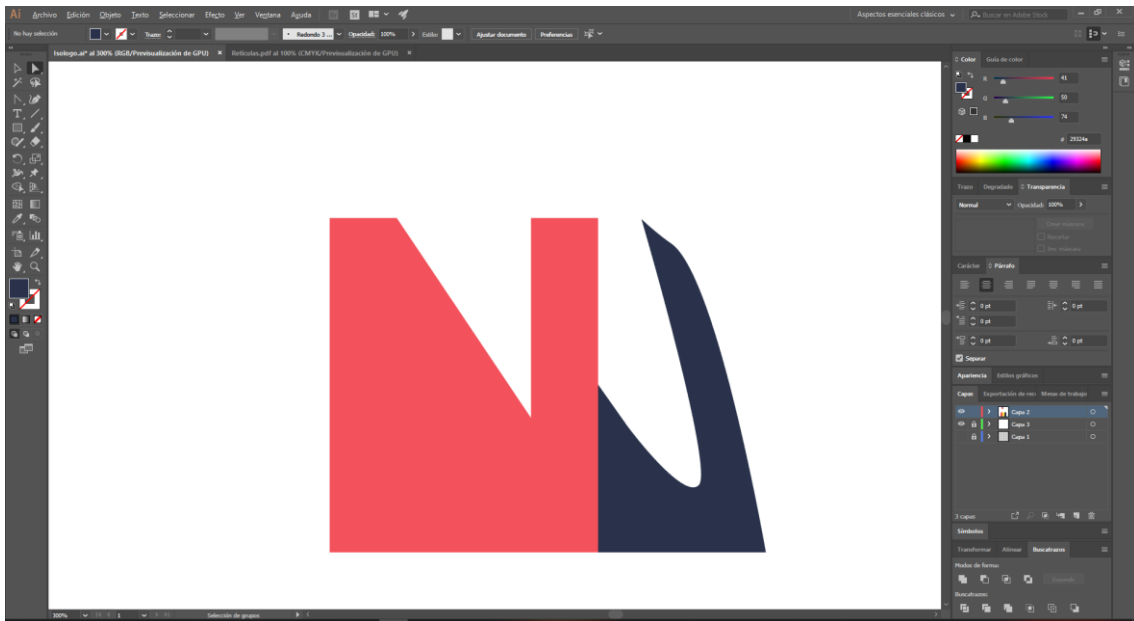 Ai Archivo Edición Objeto Texto Seleccionar Efecto Ver Ventana Ayuda Br St Aspectos esenciales clásicos Buscar en Adobe Stock
No hay selección Trazo: Redondo 3 ... Opacidad: 100% Estilo: Ajustar documento Preferencias
Isologo.ai* al 300% (RGB/Previsualización de GPU) × Retículas.pdf al 100% (CMYK/Previsualización de GPU) ×
Color Guía de color
R 41
G 50
B 74
# 29324a
Trazo Degradado Transparencia
Normal Opacidad: 100%
Crear máscara
Recortar
Inv. máscara
Carácter Párrafo
0 pt 0 pt
0 pt
0 pt 0 pt
Separar
Apariencia Estilos gráficos
Capas Exportación de rec Mesas de trabajo
Capa 2
Capa 3
Capa 1
3 capas
Símbolos
Transformar Alinear Buscatrazos
Modos de forma:
Expandir
Buscatrazos:
300% 1 Selección de grupos